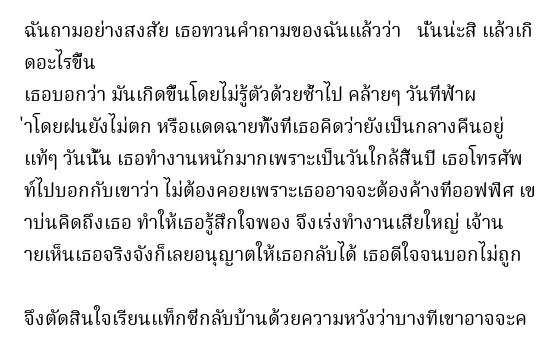 ฉันถามอย่างสงสัย เธอทวนคำถามของฉันแล้วว่า   นั่นน่ะสิ แล้วเกิ
ดอะไรขึ้น
เธอบอกว่า มันเกิดขึ้นโดยไม่รู้ตัวด้วยซ้ำไป คล้ายๆ วันที่ฟ้าผ
่าโดยฝนยังไม่ตก หรือแดดฉายทั้งที่เธอคิดว่ายังเป็นกลางคืนอยู่
แท้ๆ วันนั้น เธอทำงานหนักมากเพราะเป็นวันใกล้สิ้นปี เธอโทรศัพ
ท์ไปบอกกับเขาว่า ไม่ต้องคอยเพราะเธออาจจะต้องค้างที่ออฟฟิศ เข
าบ่นคิดถึงเธอ ทำให้เธอรู้สึกใจพอง จึงเร่งทำงานเสียใหญ่ เจ้าน
ายเห็นเธอจริงจังก็เลยอนุญาตให้เธอกลับได้ เธอดีใจจนบอกไม่ถูก
จึงตัดสินใจเรียนแท็กซี่กลับบ้านด้วยความหวังว่าบางทีเขาอาจจะค